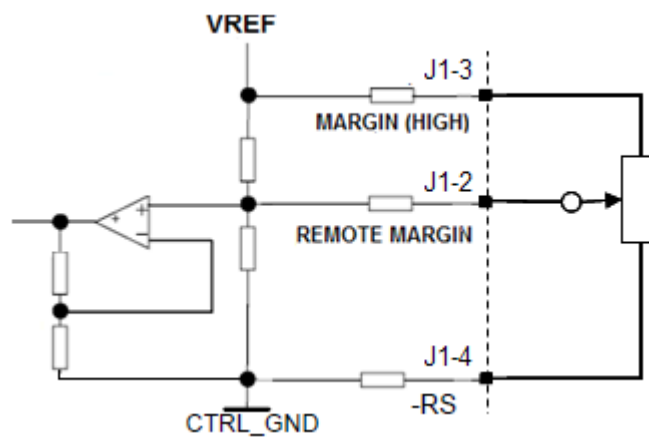 VREF
J1-3
MARGIN (HIGH)
J1-2
+
+
−
REMOTE MARGIN
J1-4
-RS
CTRL_GND